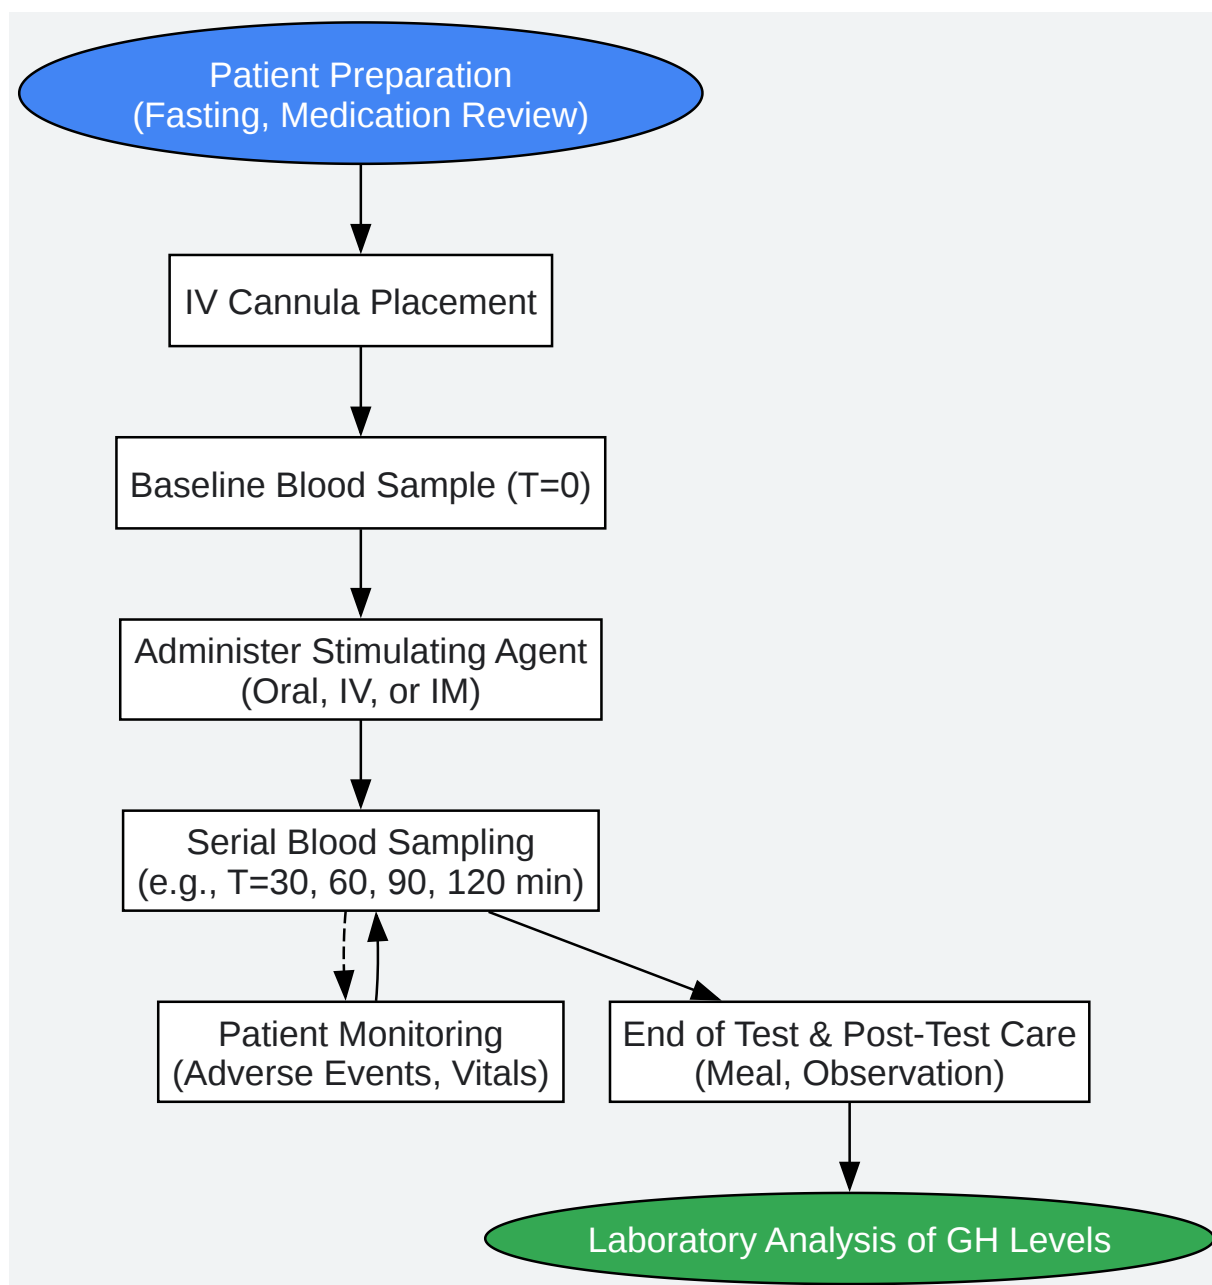 Patient Preparation
(Fasting, Medication Review)
IV Cannula Placement
Baseline Blood Sample (T=0)
Administer Stimulating Agent
(Oral, IV, or IM)
Serial Blood Sampling
(e.g., T=30, 60, 90, 120 min)
Patient Monitoring
(Adverse Events, Vitals)
End of Test & Post-Test Care
(Meal, Observation)
Laboratory Analysis of GH Levels